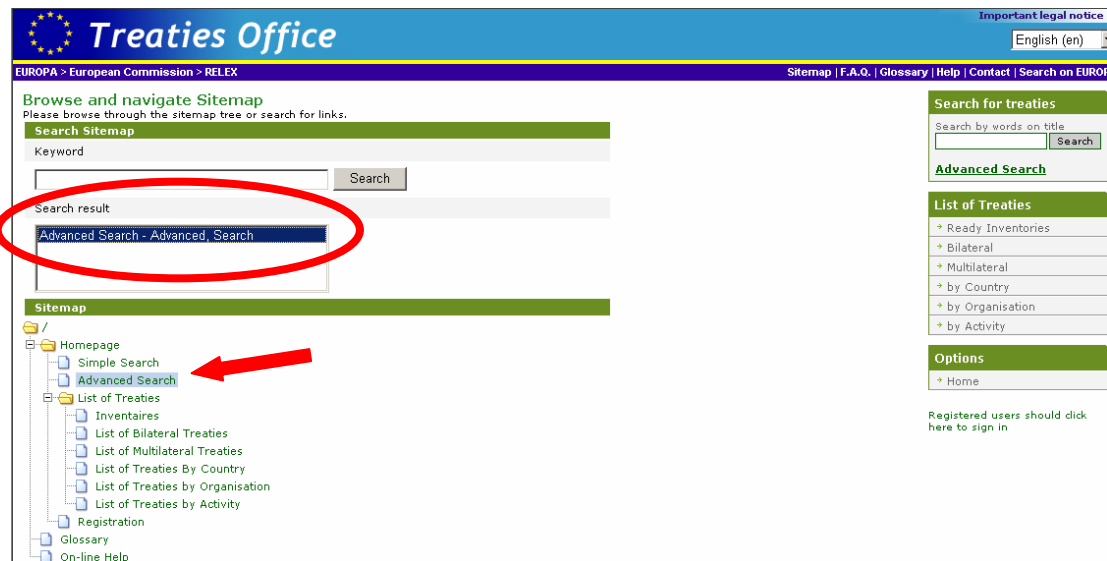 Important legal notice
Treaties Office
English (en)
EUROPA > European Commission > RELEX
Sitemap | F.A.Q. | Glossary | Help | Contact | Search on EUROP
Browse and navigate Sitemap
Please browse through the sitemap tree or search for links.
Search Sitemap
Keyword
Search
Search result
Advanced Search - Advanced, Search
Sitemap
/
Homepage
Simple Search
Advanced Search
List of Treaties
Inventaires
List of Bilateral Treaties
List of Multilateral Treaties
List of Treaties By Country
List of Treaties by Organisation
List of Treaties by Activity
Registration
Glossary
On-line Help
Search for treaties
Search by words on title
Search
Advanced Search
List of Treaties
Ready Inventories
Bilateral
Multilateral
by Country
by Organisation
by Activity
Options
Home
Registered users should click
here to sign in